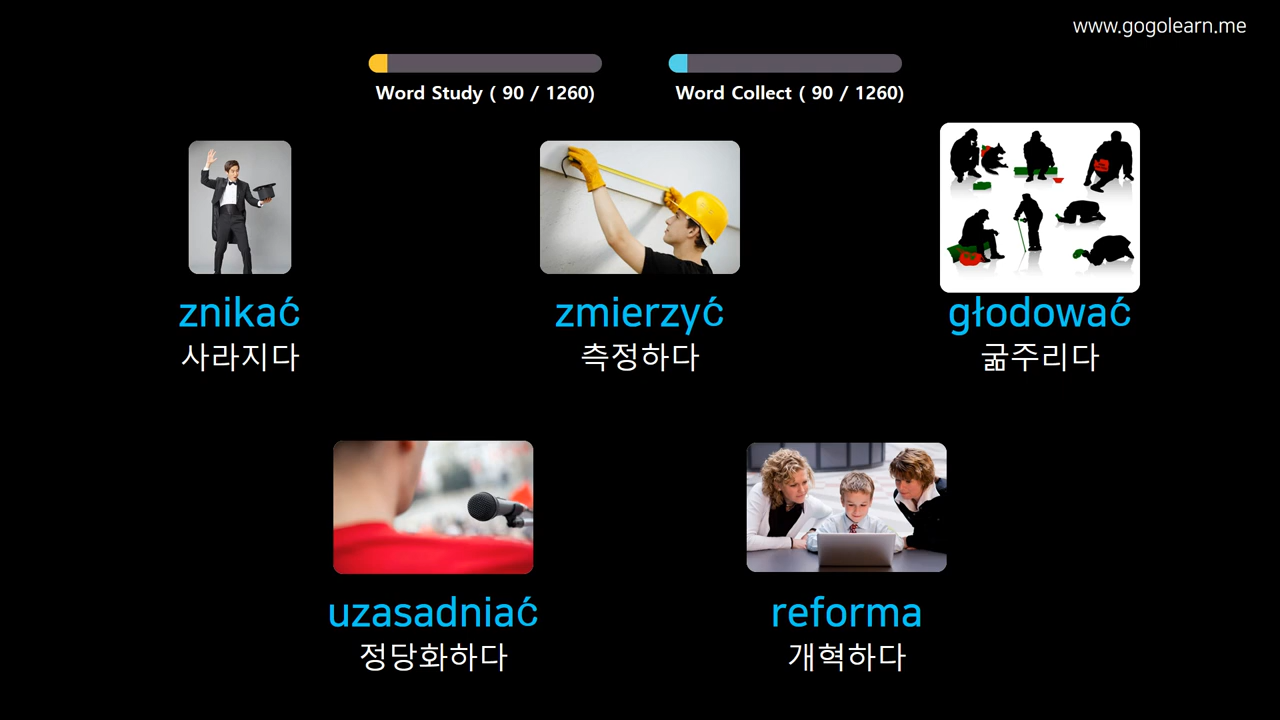 www.gogolearn.me
Word Study ( 90 / 1260)
Word Collect ( 90 / 1260)
znikać
사라지다
zmierzyć
측정하다
głodować
굶주리다
uzasadniać
정당화하다
reforma
개혁하다